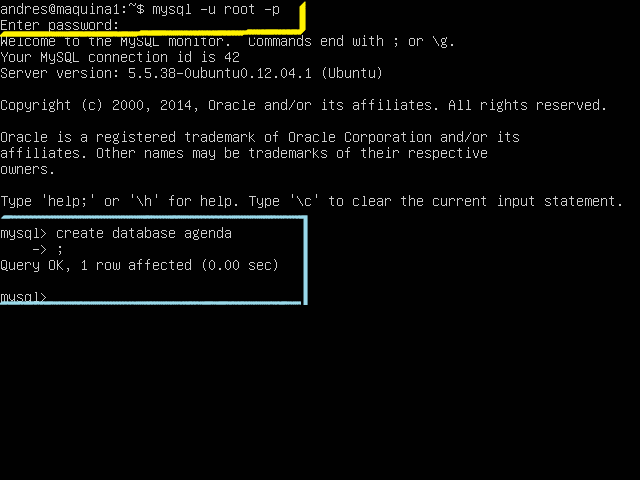 andres@maquina1:~$ mysql -u root -p
Enter password:
Welcome to the MySQL monitor.  Commands end with ; or \g.
Your MySQL connection id is 42
Server version: 5.5.38-0ubuntu0.12.04.1 (Ubuntu)
Copyright (c) 2000, 2014, Oracle and/or its affiliates. All rights reserved.
Oracle is a registered trademark of Oracle Corporation and/or its
affiliates. Other names may be trademarks of their respective
owners.
Type 'help;' or '\h' for help. Type '\c' to clear the current input statement.
mysql> create database agenda
    -> ;
Query OK, 1 row affected (0.00 sec)
mysql>